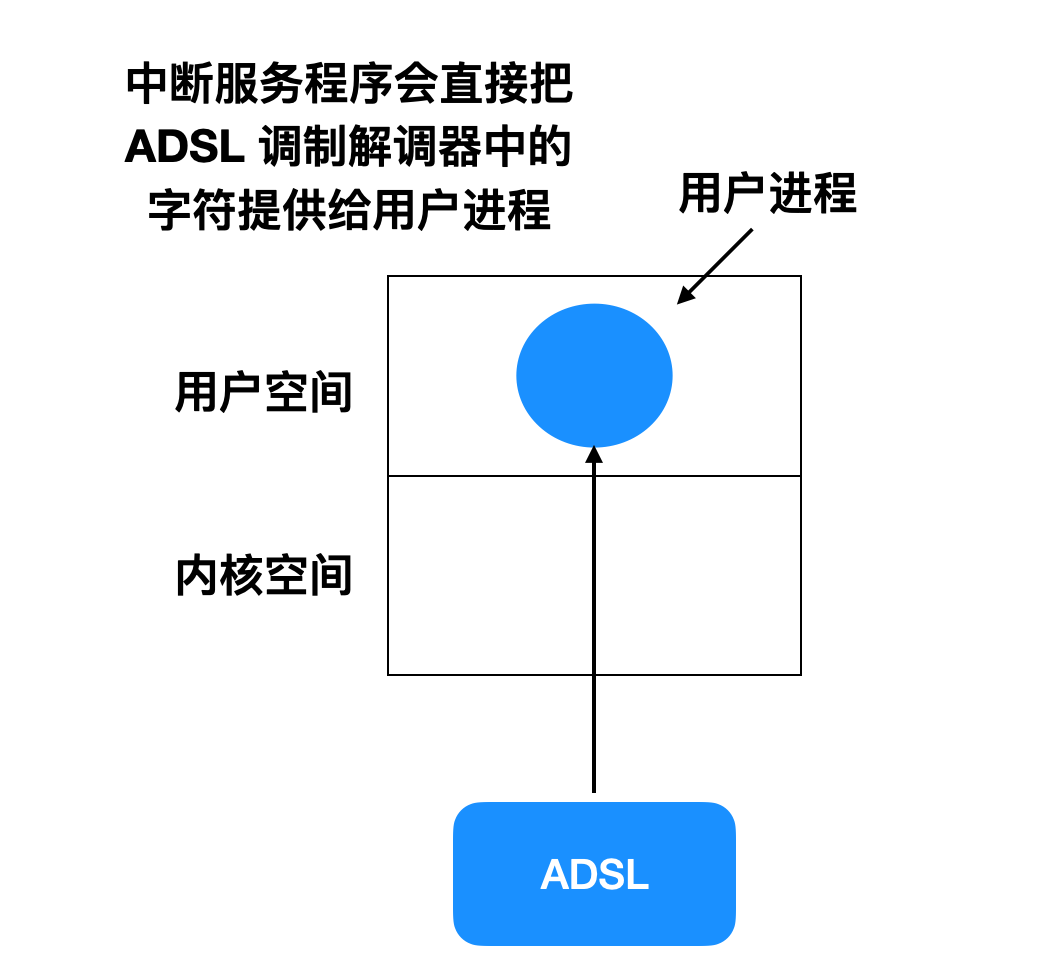 中断服务程序会直接把
ADSL 调制解调器中的
字符提供给用户进程
用户进程
用户空间
内核空间
ADSL